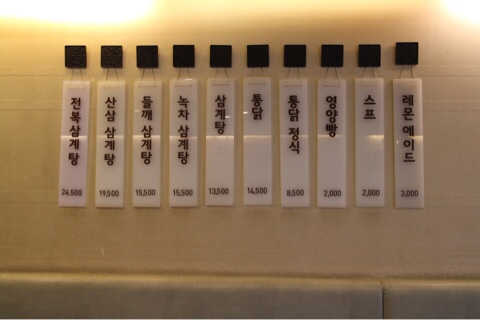 전복삼계탕
24,500
산삼 삼계탕
19,500
들깨 삼계탕
15,500
녹차 삼계탕
15,500
삼계탕
13,500
통닭
14,500
통닭 정식
8,500
영양빵
2,000
스프
2,000
레몬 에이드
3,000